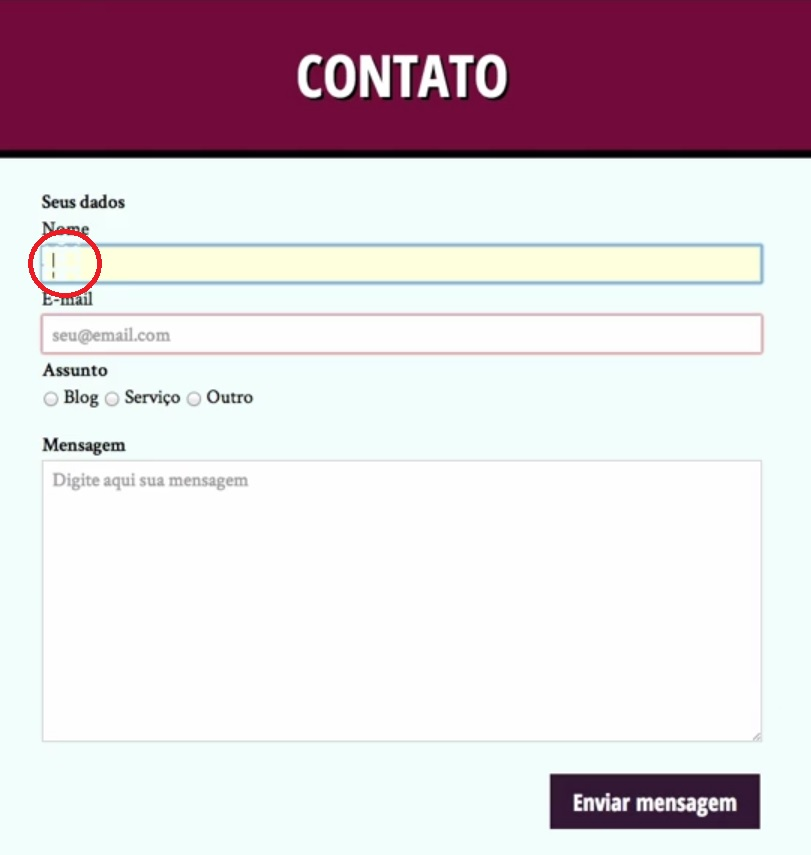 CONTATO
Seus dados
Nome
E-mail
seu@email.com
Assunto
Blog Serviço Outro
Mensagem
Digite aqui sua mensagem
Enviar mensagem